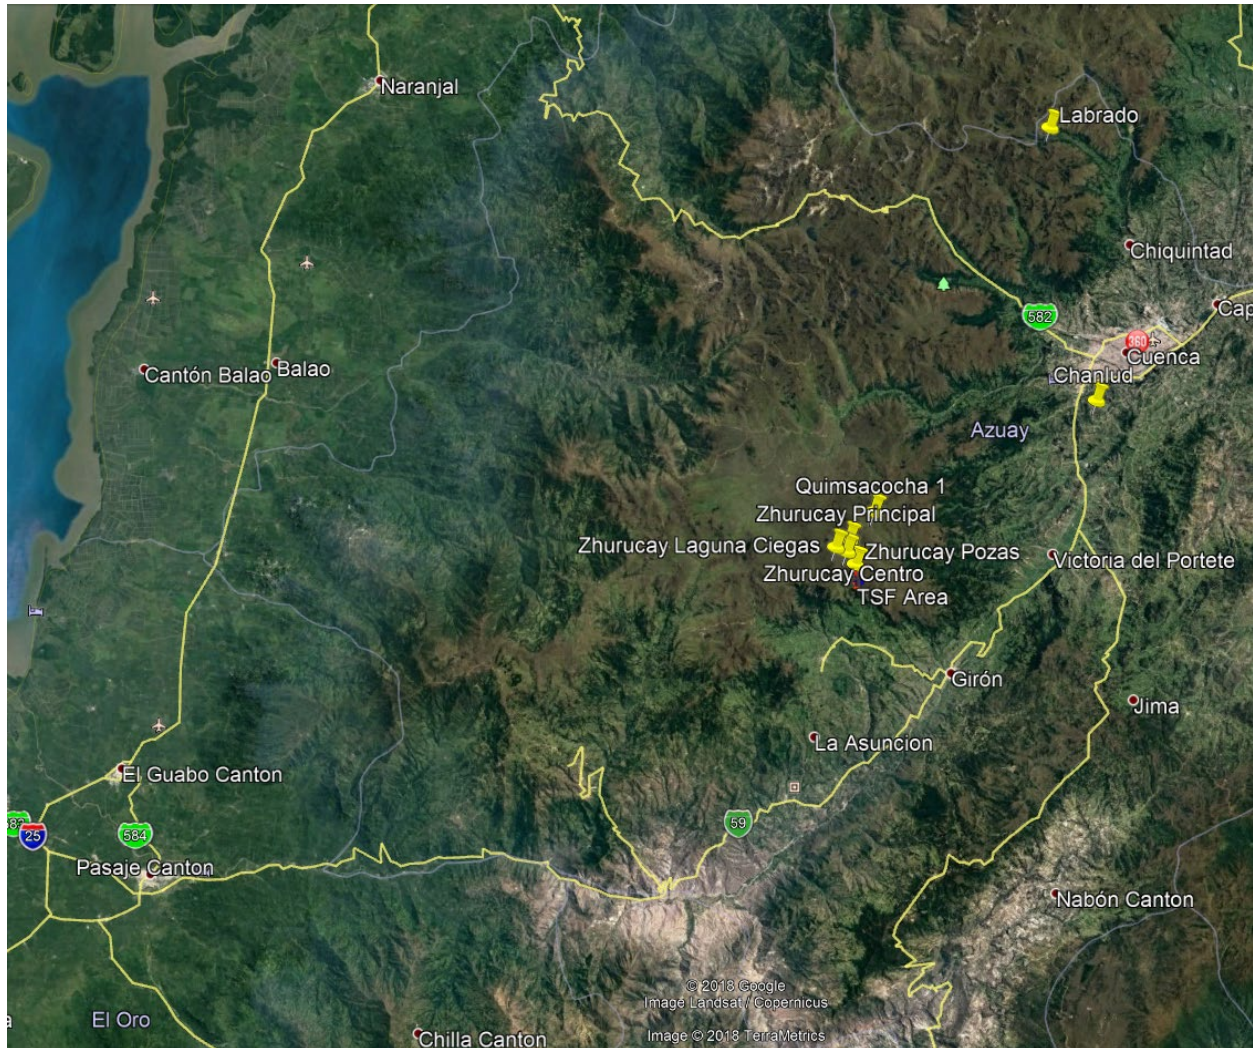 Naranjal
Labrado
Chiquintad
582
Cap
360
Cuenca
Cantón Balao
Balao
Chanlud
Azuay
Quimsacocha 1
Zhurucay Principal
Zhurucay Laguna Ciegas
Zhurucay Pozas
Victoria del Portete
Zhurucay Centro
TSF Area
Girón
Jima
La Asuncion
El Guabo Canton
59
25
584
Pasaje Canton
Nabón Canton
© 2018 Google
Image Landsat / Copernicus
El Oro
Chilla Canton
Image © 2018 TerraMetrics